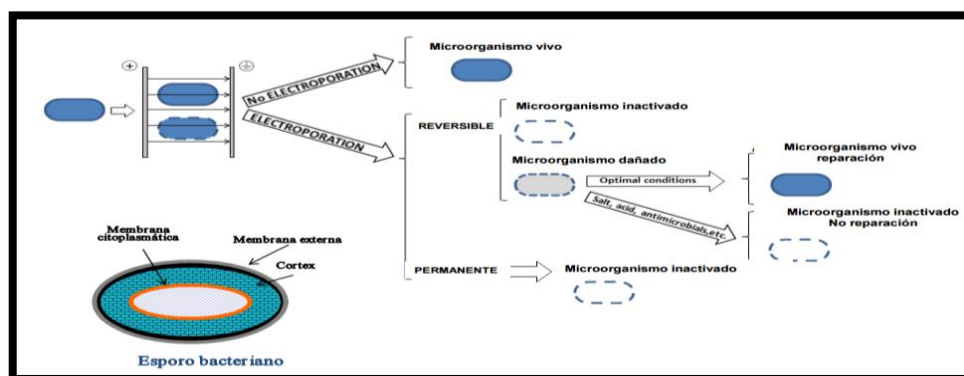 Microorganismo vivo
+
No ELECTROPORATION
ELECTROPORATION
REVERSIBLE
Microorganismo inactivado
Microorganismo dañado
Optimal conditions
Salt, acid, antimicrobials,etc.
Microorganismo vivo
reparación
Microorganismo inactivado
No reparación
PERMANENTE
Microorganismo inactivado
Membrana
citoplasmática
Membrana externa
Cortex
Esporo bacteriano